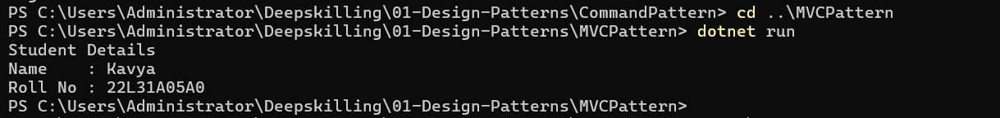 PS C:\Users\Administrator\Deepskilling\01-Design-Patterns\CommandPattern> cd ..\MVCPattern
PS C:\Users\Administrator\Deepskilling\01-Design-Patterns\MVCPattern> dotnet run
Student Details
Name    : Kavya
Roll No : 22L31A05A0
PS C:\Users\Administrator\Deepskilling\01-Design-Patterns\MVCPattern>